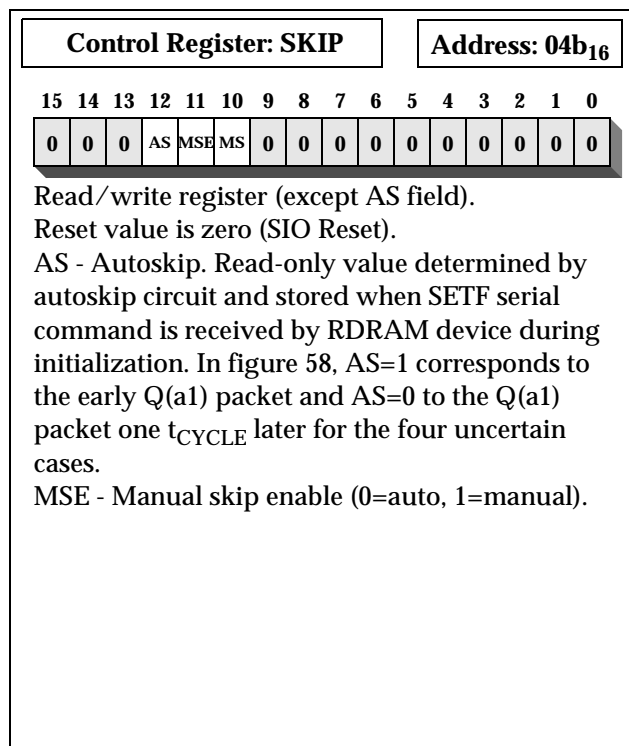 Control Register: SKIP
Address: 04b16
15 14 13 12 11 10 9 8 7 6 5 4 3 2 1 0
0 0 0 AS MSE MS 0 0 0 0 0 0 0 0 0 0
Read/write register (except AS field).
Reset value is zero (SIO Reset).
AS - Autoskip. Read-only value determined by
autoskip circuit and stored when SETF serial
command is received by RDRAM device during
initialization. In figure 58, AS=1 corresponds to
the early Q(a1) packet and AS=0 to the Q(a1)
packet one tCYCLE later for the four uncertain
cases.
MSE - Manual skip enable (0=auto, 1=manual).